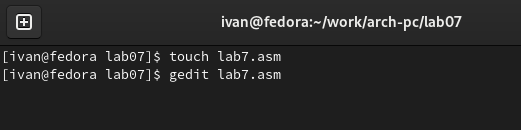 ivan@fedora:~/work/arch-pc/lab07
[ivan@fedora lab07]$ touch lab7.asm
[ivan@fedora lab07]$ gedit lab7.asm